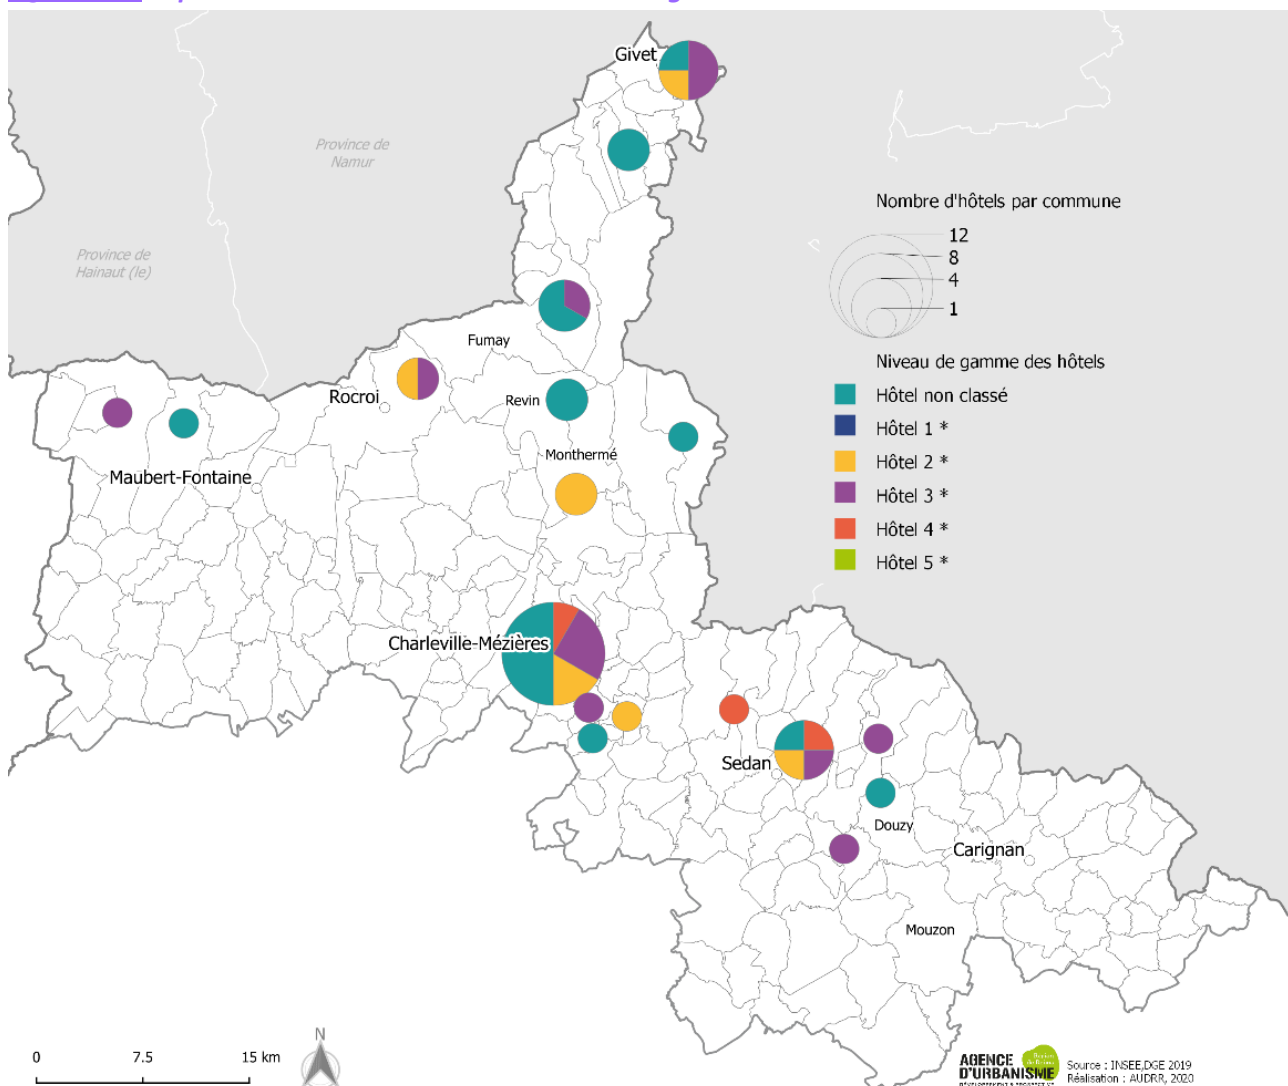 Givet
Province de
Namur
Nombre d'hôtels par commune
12
8
4
1
Province de
Hainaut (le)
Fumay
Niveau de gamme des hôtels
Hôtel non classé
Hôtel 1 *
Hôtel 2 *
Hôtel 3 *
Hôtel 4 *
Hôtel 5 *
Rocroi
Revin
Monthermé
Maubert-Fontaine
Charleville-Mézières
Sedan
Douzy
Carignan
Mouzon
N
0 7.5 15 km
AGENCE
D'URBANISME
Région
de Reims
Source : INSEE,DGE 2019
Réalisation : AUDRR, 2020